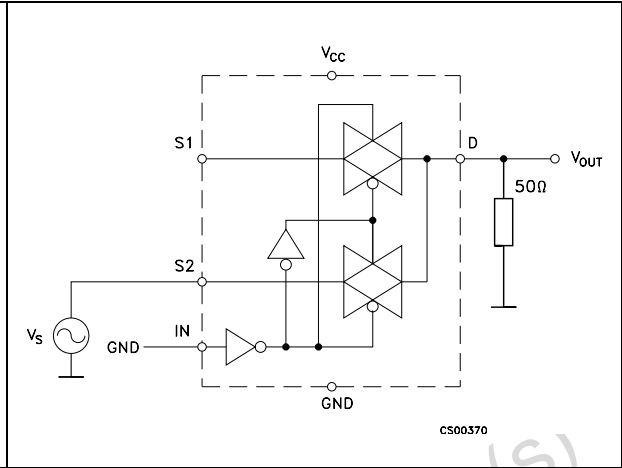 VCC
S1
D
VOUT
50Ω
S2
IN
VS
GND
GND
CS00370
(S)